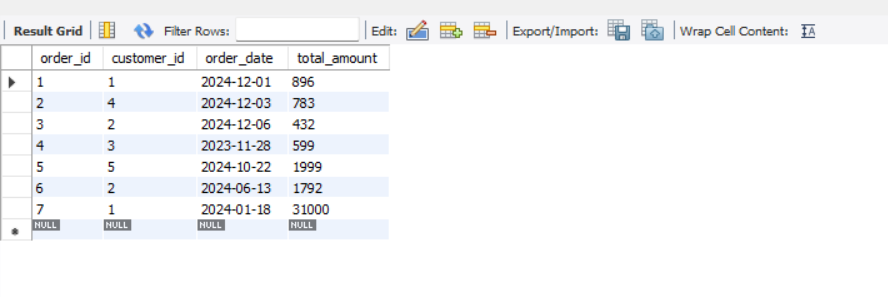 Result Grid Filter Rows: Edit: Export/Import: Wrap Cell Content: IA
order_id customer_id order_date total_amount
1 1 2024-12-01 896
2 4 2024-12-03 783
3 2 2024-12-06 432
4 3 2023-11-28 599
5 5 2024-10-22 1999
6 2 2024-06-13 1792
7 1 2024-01-18 31000
NULL NULL NULL NULL